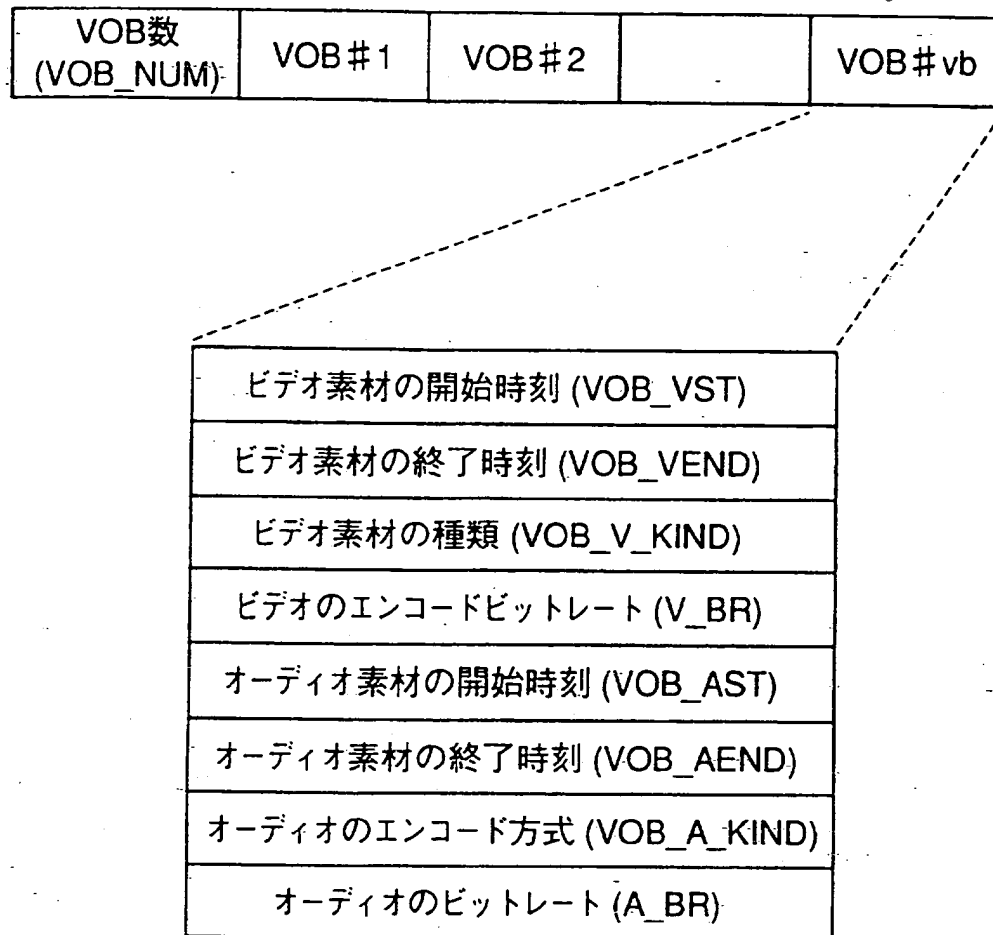 VOB数
(VOB_NUM)
VOB#1
VOB#2
VOB#vb
ビデオ素材の開始時刻 (VOB_VST)
ビデオ素材の終了時刻 (VOB_VEND)
ビデオ素材の種類 (VOB_V_KIND)
ビデオのエンコードビットレート (V_BR)
オーディオ素材の開始時刻 (VOB_AST)
オーディオ素材の終了時刻 (VOB_AEND)
オーディオのエンコード方式 (VOB_A_KIND)
オーディオのビットレート (A_BR)